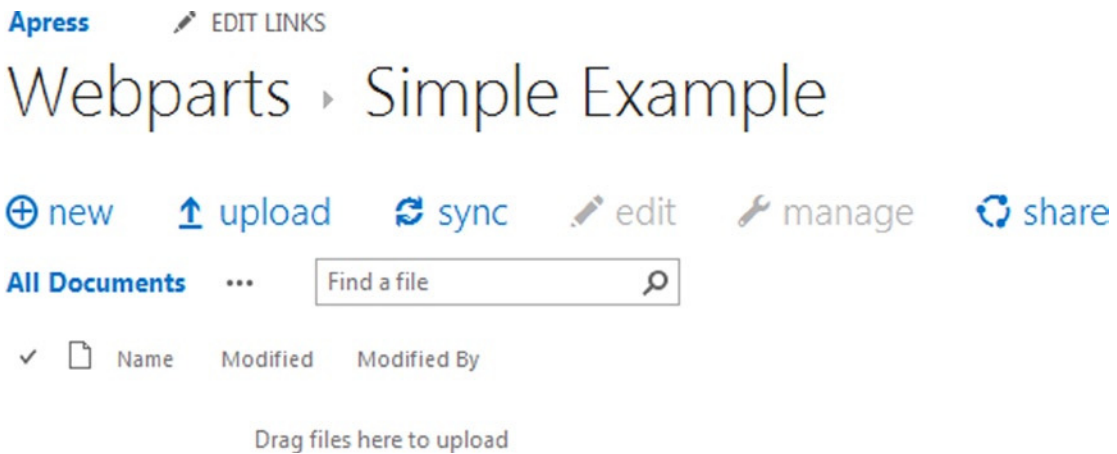 Apress EDIT LINKS
Webparts Simple Example
new upload sync edit manage share
All Documents ... Find a file
Name Modified Modified By
Drag files here to upload